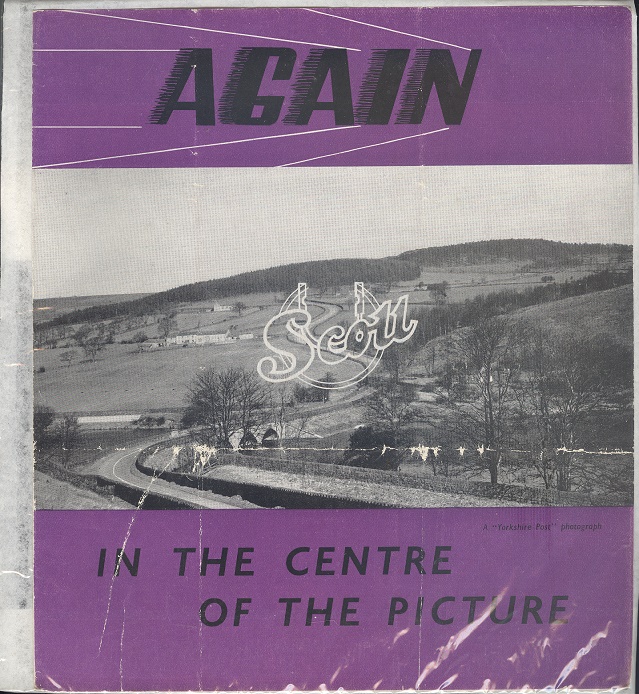 AGAIN
Scott
A "Yorkshire Post" photograph
IN THE CENTRE
OF THE PICTURE